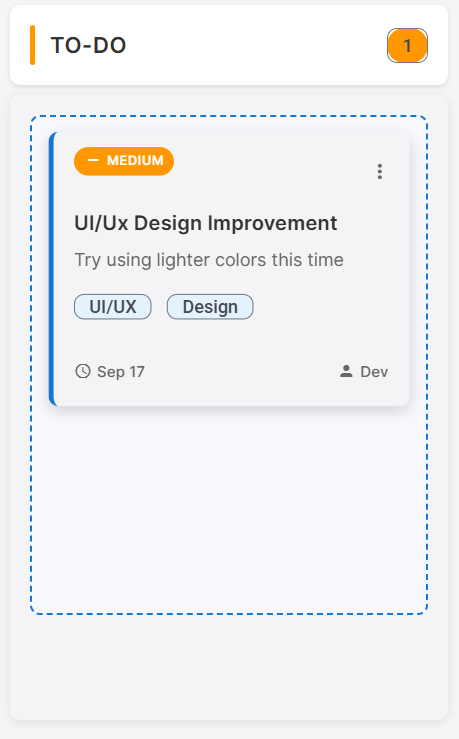 TO-DO
1
MEDIUM
UI/Ux Design Improvement
Try using lighter colors this time
UI/UX
Design
Sep 17
Dev